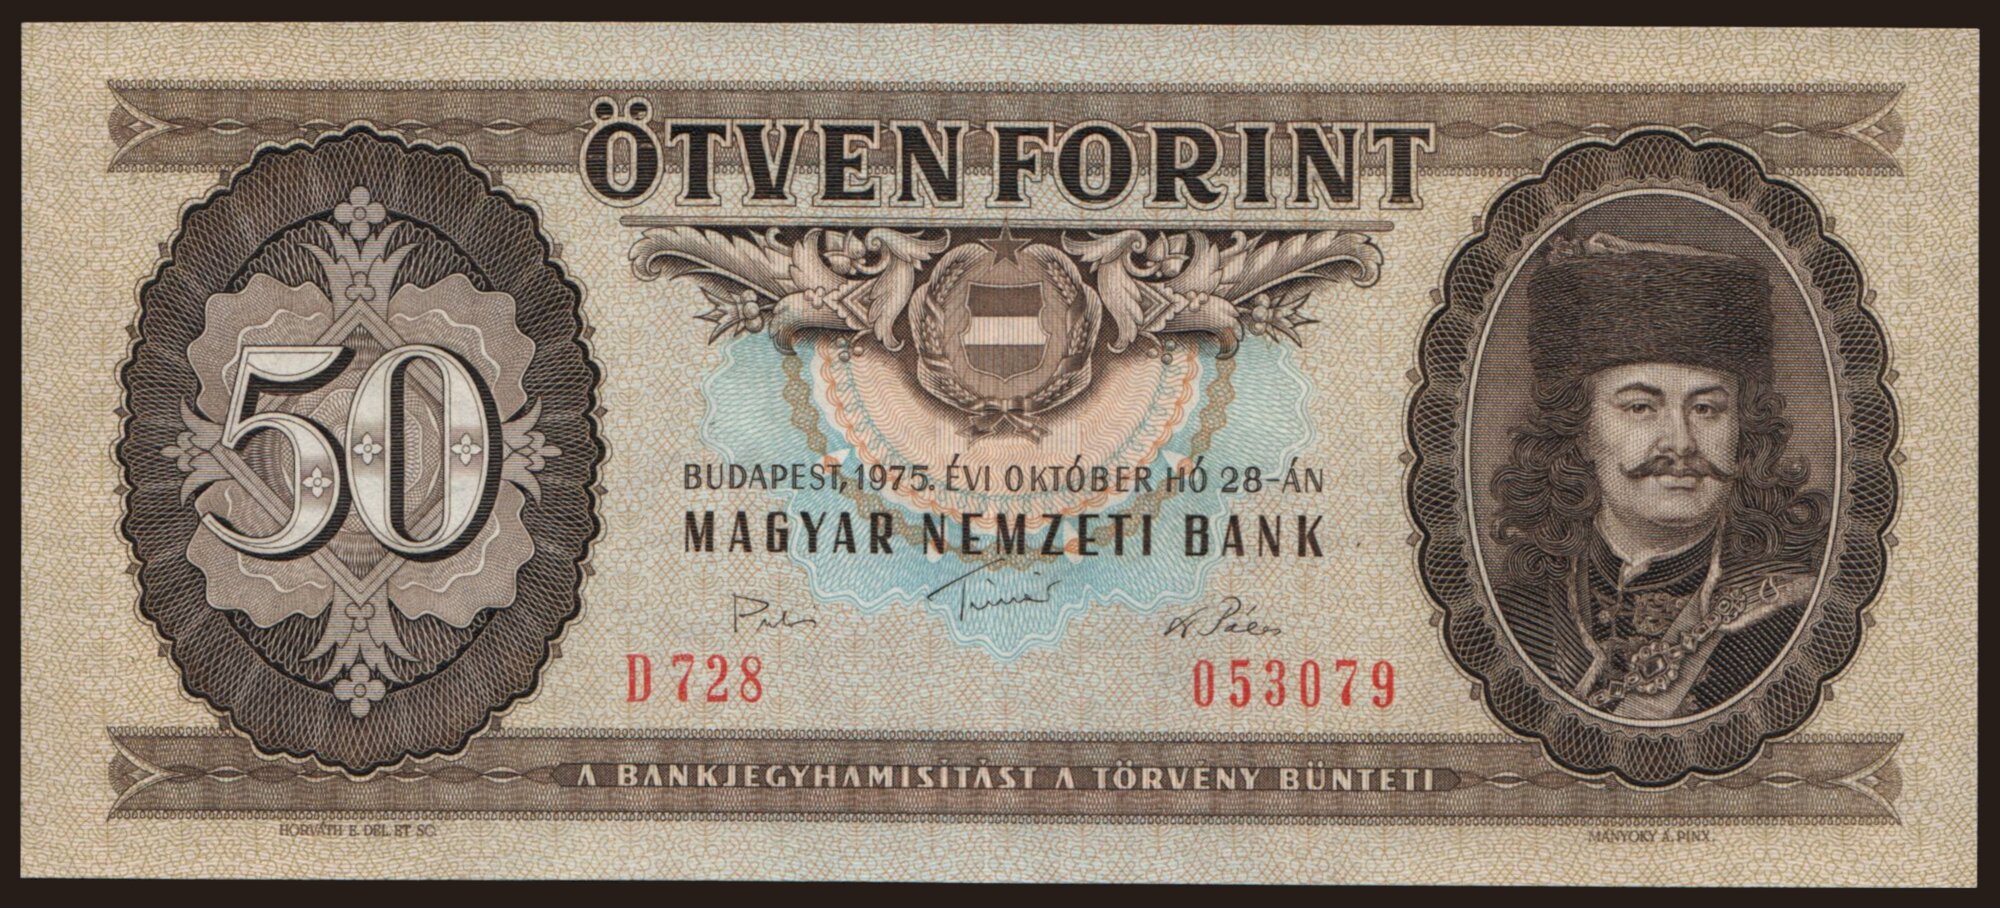 ÖTVEN FORINT
50
BUDAPEST, 1975. ÉVI OKTÓBER HÓ 28-ÁN
MAGYAR NEMZETI BANK
D 728
053079
A BANKJEGYHAMISÍTÁST A TÖRVÉNY BÜNTETI
HORVÁTH E. DEL. ET SC.
MÁNYOKY Á. PINX.